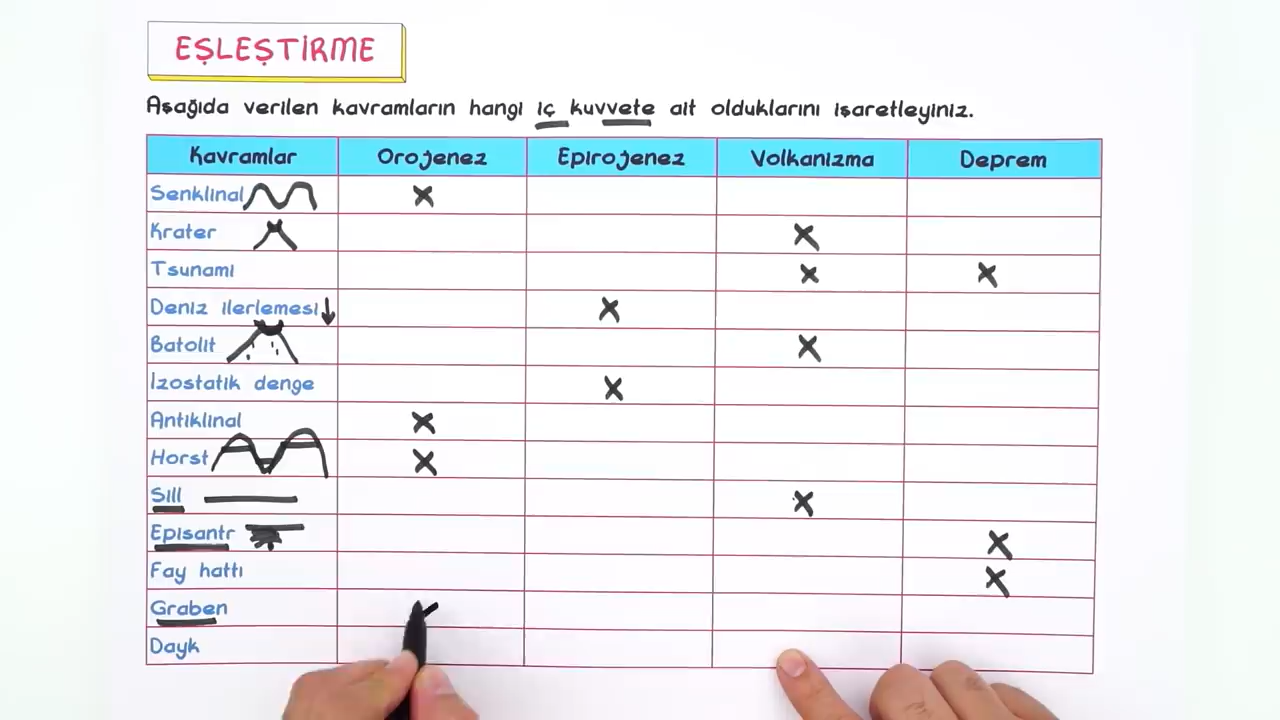 EŞLEŞTİRME
Aşağıda verilen kavramların hangi iç kuvvete ait olduklarını işaretleyiniz.
Kavramlar Orojenez Epirojenez Volkanizma Deprem
Senklinal X
Krater X
Tsunami X X
Deniz ilerlemesi X
Batolit X
İzostatik denge X
Antiklinal X
Horst X
Sill X
Episantr X
Fay hattı X
Graben
Dayk